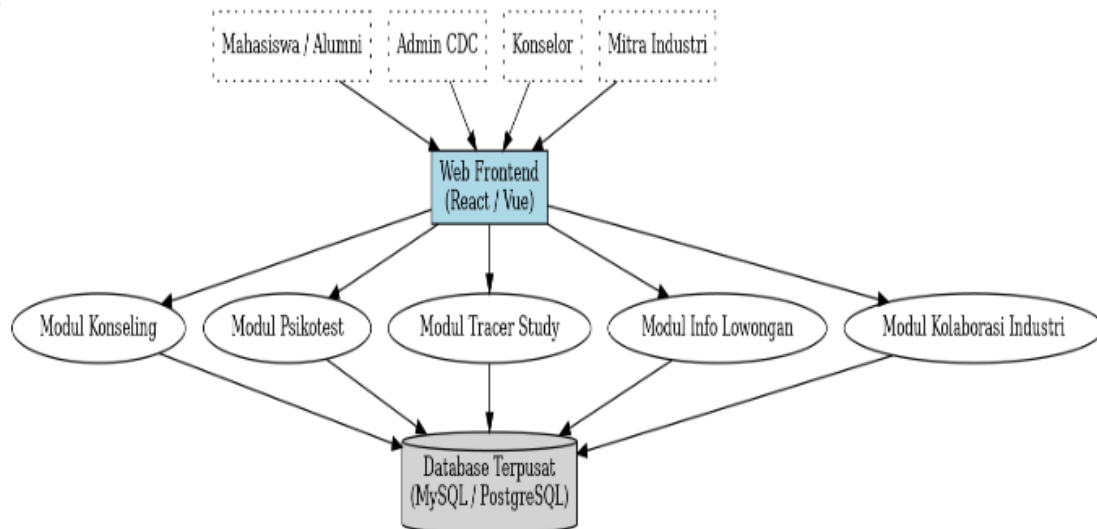 Mahasiswa / Alumni
Admin CDC
Konselor
Mitra Industri
Web Frontend
(React / Vue)
Modul Konseling
Modul Psikotest
Modul Tracer Study
Modul Info Lowongan
Modul Kolaborasi Industri
Database Terpusat
(MySQL / PostgreSQL)